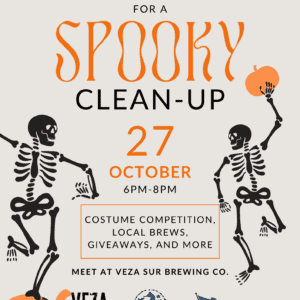 FOR A
SPOOKY
CLEAN-UP
27
OCTOBER
6PM-8PM
COSTUME COMPETITION,
LOCAL BREWS,
GIVEAWAYS, AND MORE
MEET AT VEZA SUR BREWING CO.
VEZA